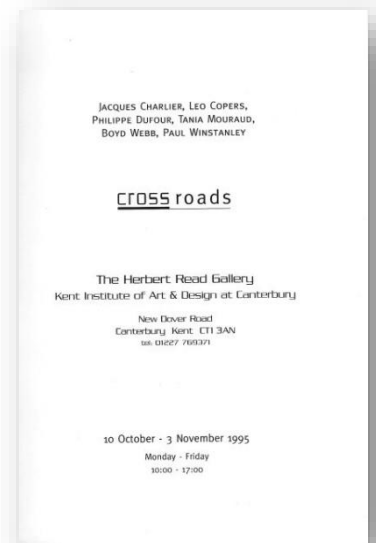 Jacques Charlier, Leo Copers,
Philippe Dufour, Tania Mouraud,
Boyd Webb, Paul Winstanley
cross roads
The Herbert Read Gallery
Kent Institute of Art & Design at Canterbury
New Dover Road
Canterbury Kent CT1 3AN
tel: 01227 769371
10 October - 3 November 1995
Monday - Friday
10:00 - 17:00